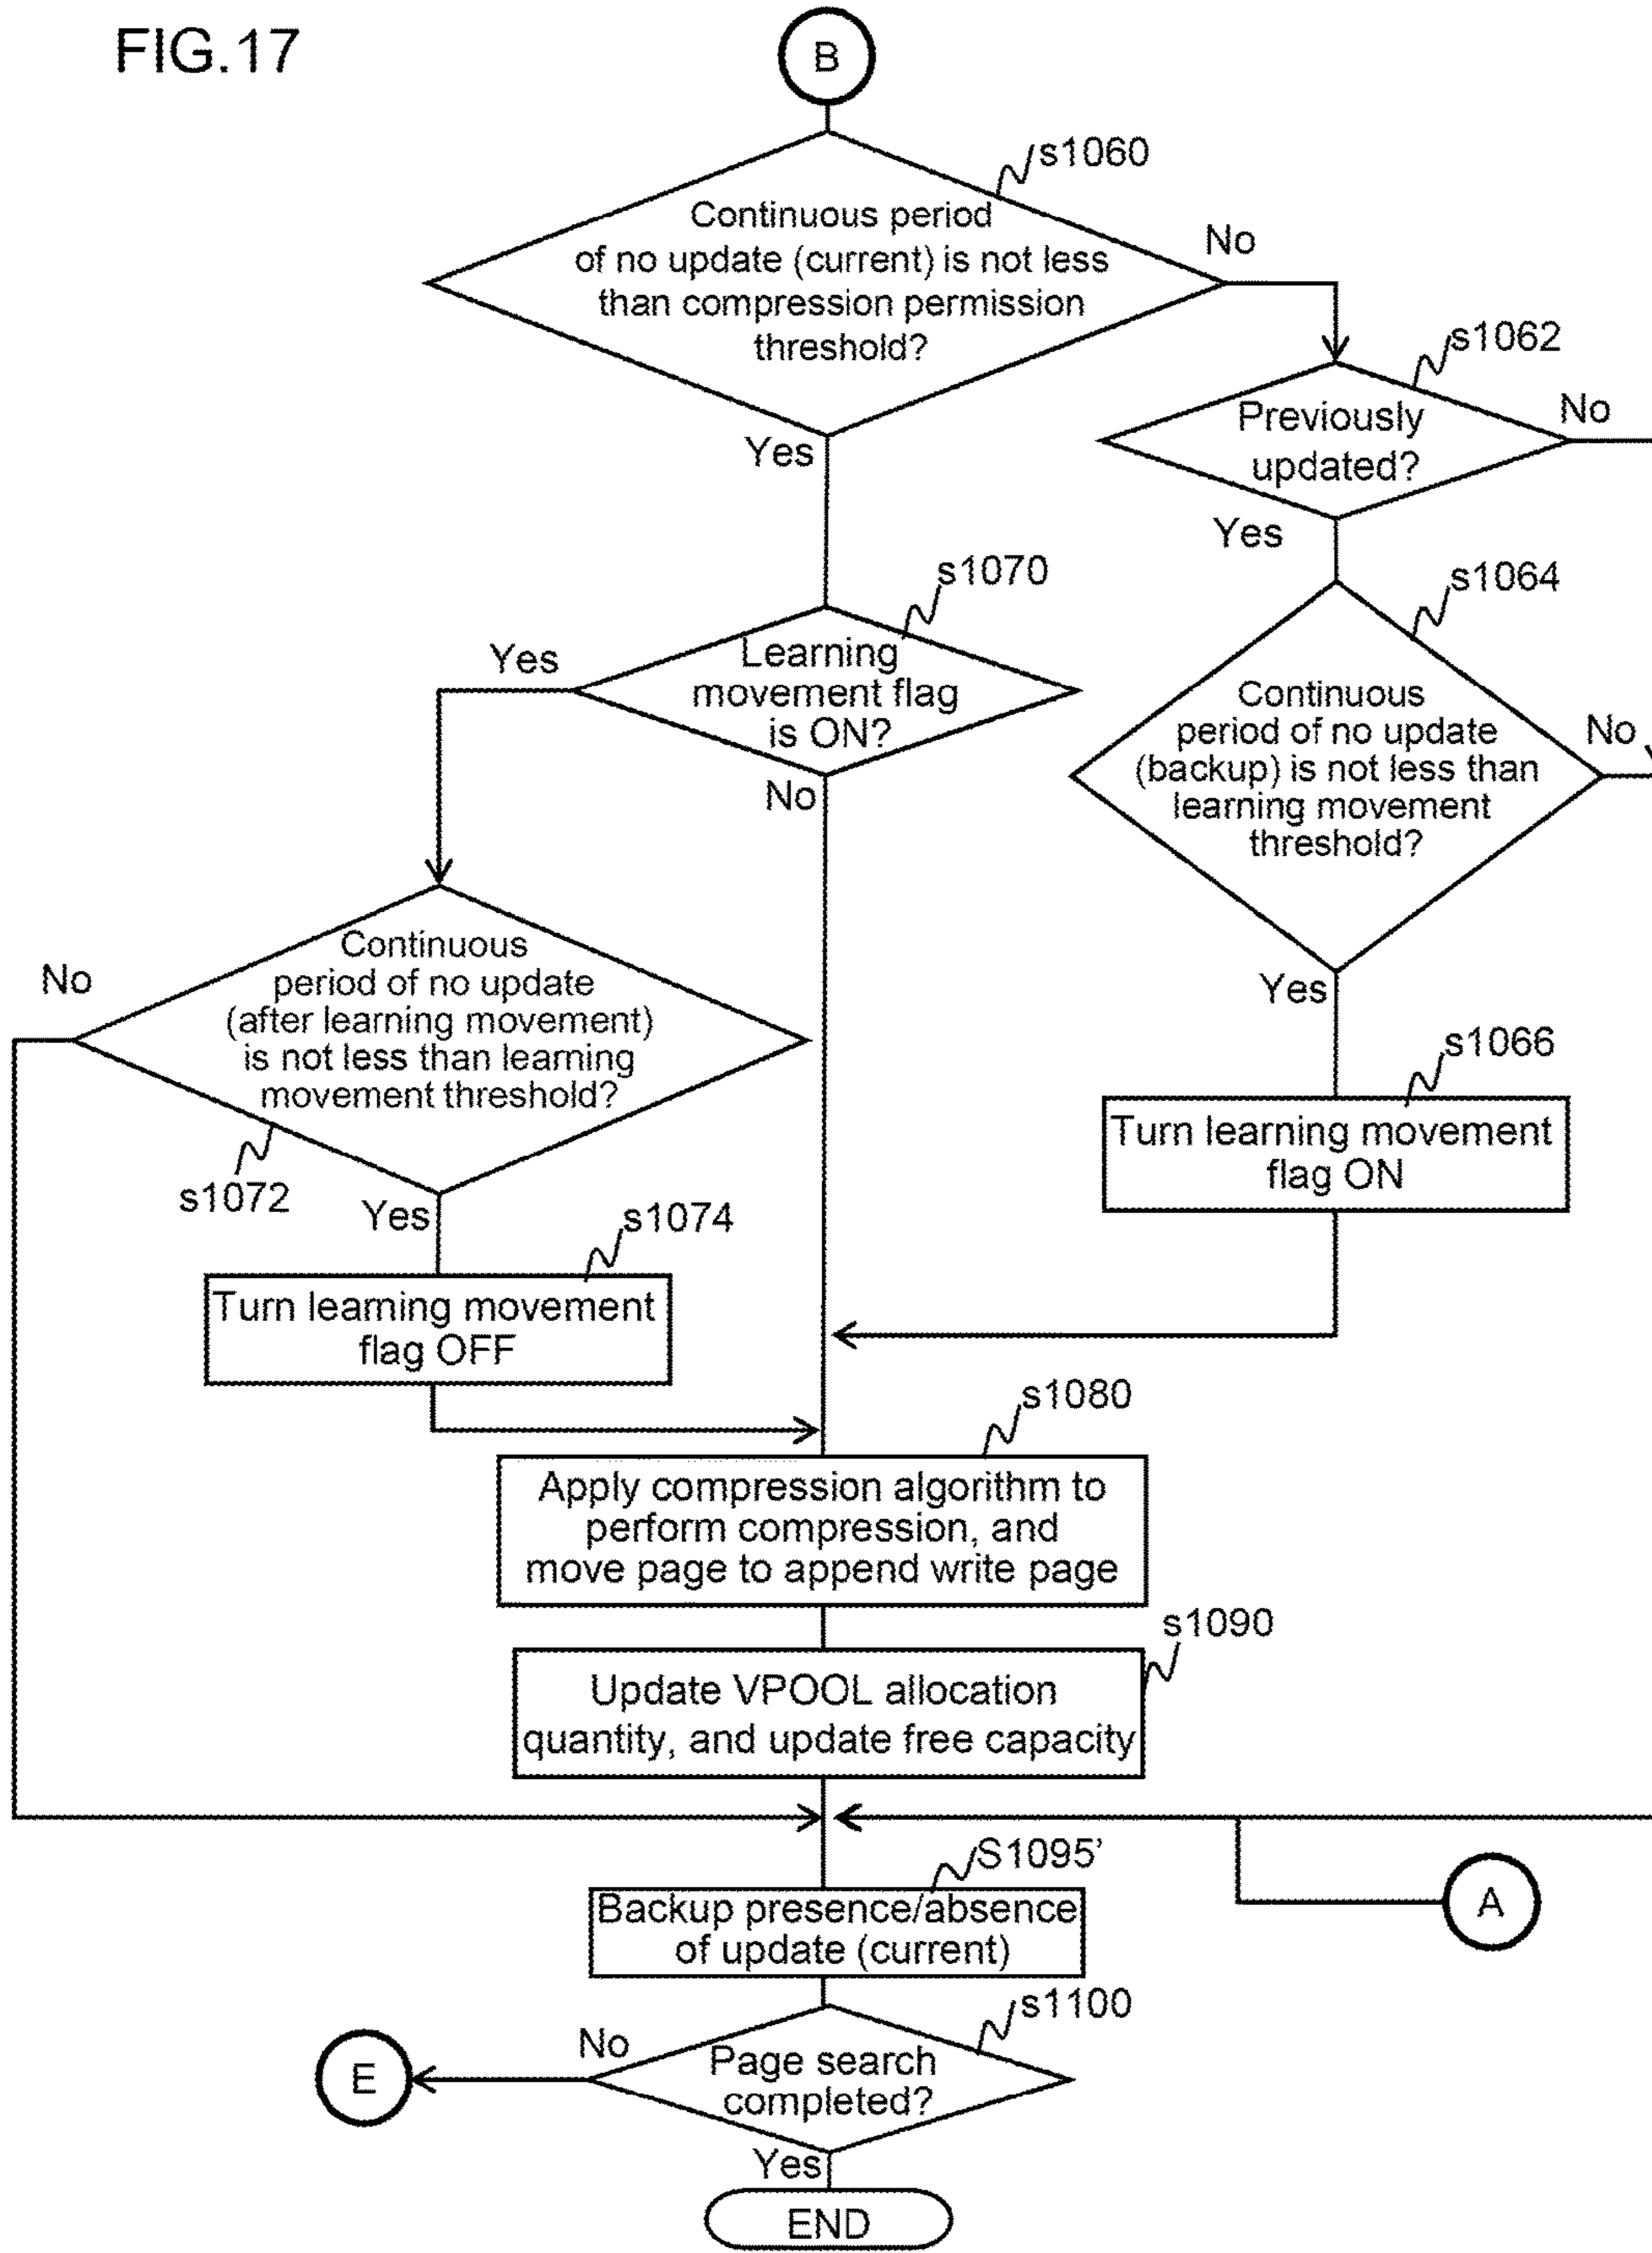 FIG.17
B
s1060
Continuous period
of no update (current) is not less
than compression permission
threshold?
No
Yes
s1062
Previously
updated?
No
Yes
s1064
Continuous
period of no update
(backup) is not less than
learning movement
threshold?
No
Yes
s1066
Turn learning movement
flag ON
s1070
Learning
movement flag
is ON?
Yes
No
Continuous
period of no update
(after learning movement)
is not less than learning
movement threshold?
No
s1072
Yes
s1074
Turn learning movement
flag OFF
s1080
Apply compression algorithm to
perform compression, and
move page to append write page
s1090
Update VPOOL allocation
quantity, and update free capacity
S1095’
Backup presence/absence
of update (current)
A
s1100
Page search
completed?
No
E
Yes
END